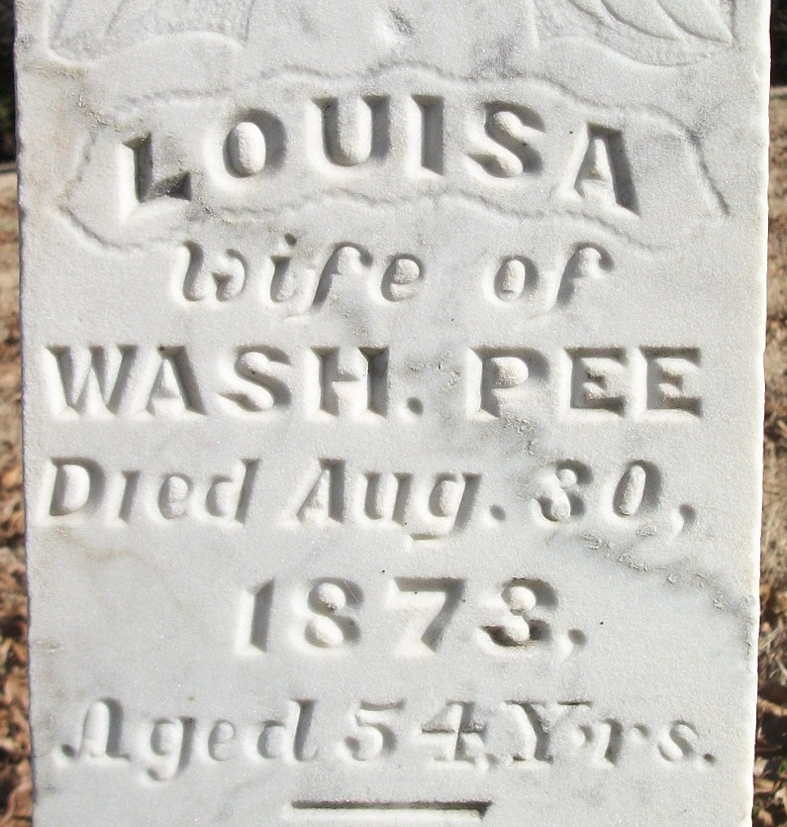 LOUISA
wife of
WASH. PEE
Died Aug. 30,
1873,
Aged 54 Yrs.